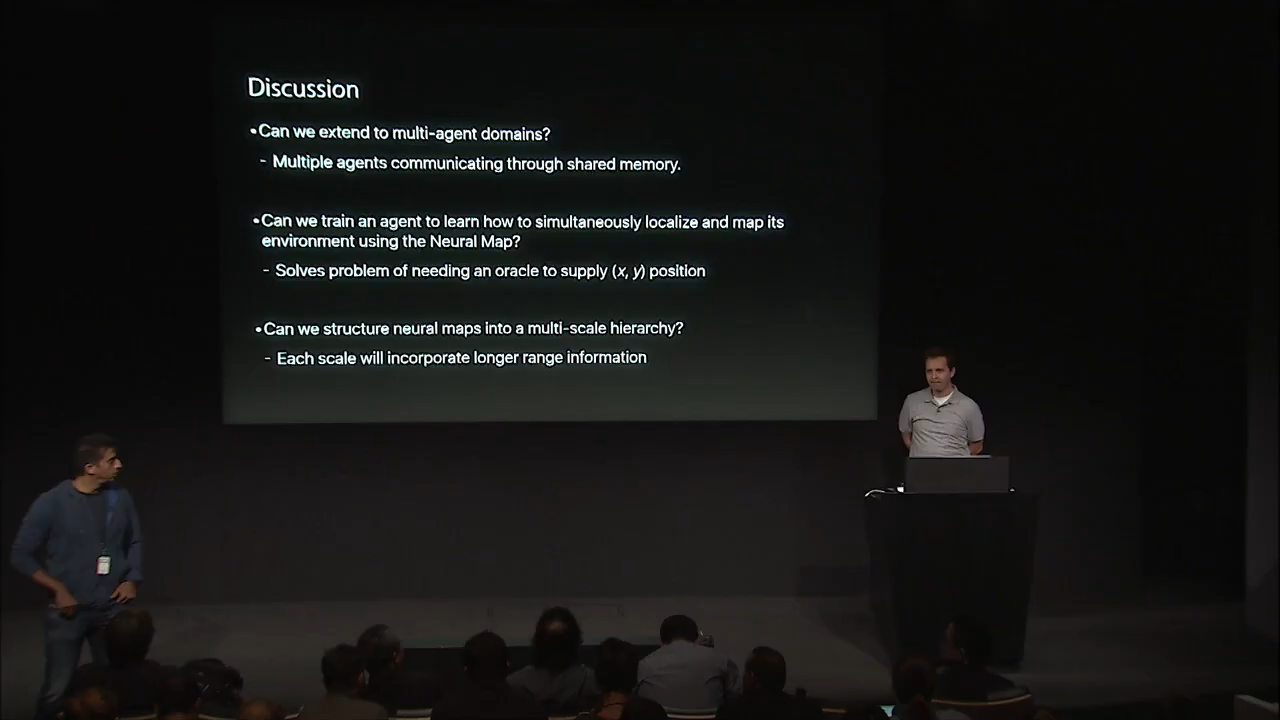 Discussion
•Can we extend to multi-agent domains?
- Multiple agents communicating through shared memory.
•Can we train an agent to learn how to simultaneously localize and map its
environment using the Neural Map?
- Solves problem of needing an oracle to supply (x, y) position
•Can we structure neural maps into a multi-scale hierarchy?
- Each scale will incorporate longer range information